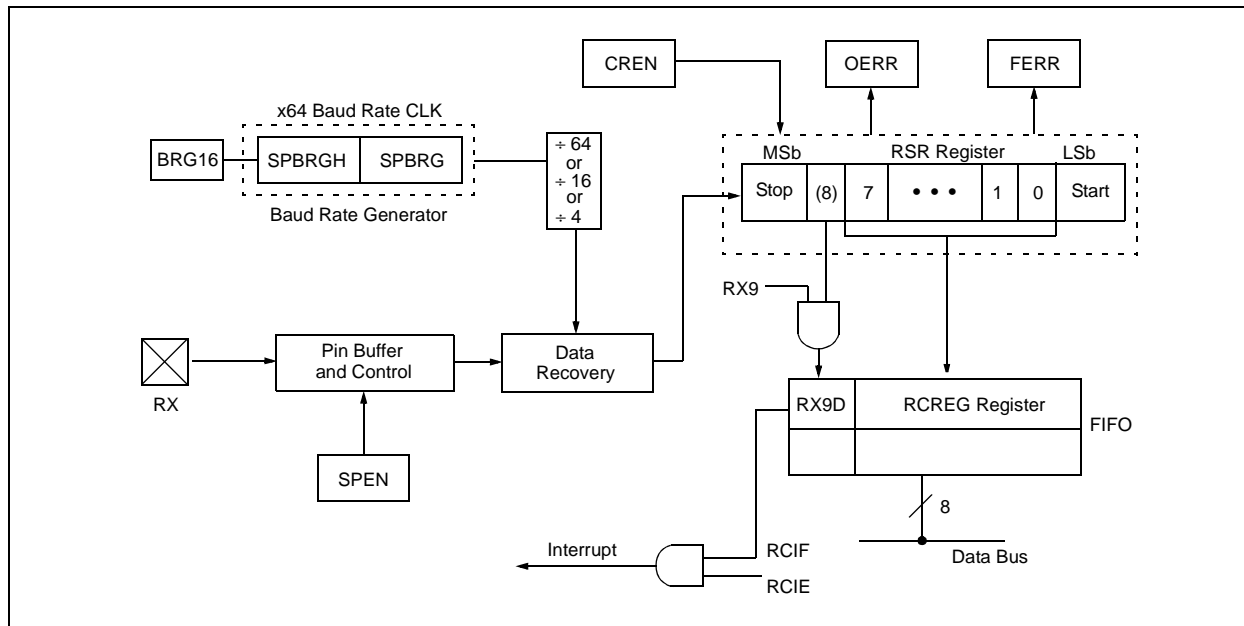 CREN
OERR
FERR
x64 Baud Rate CLK
BRG16
SPBRGH
SPBRG
Baud Rate Generator
÷ 64
or
÷ 16
or
÷ 4
MSb
RSR Register
LSb
Stop
(8)
7
• • •
1
0
Start
RX9
RX
Pin Buffer
and Control
Data
Recovery
SPEN
RX9D
RCREG Register
FIFO
8
Data Bus
Interrupt
RCIF
RCIE